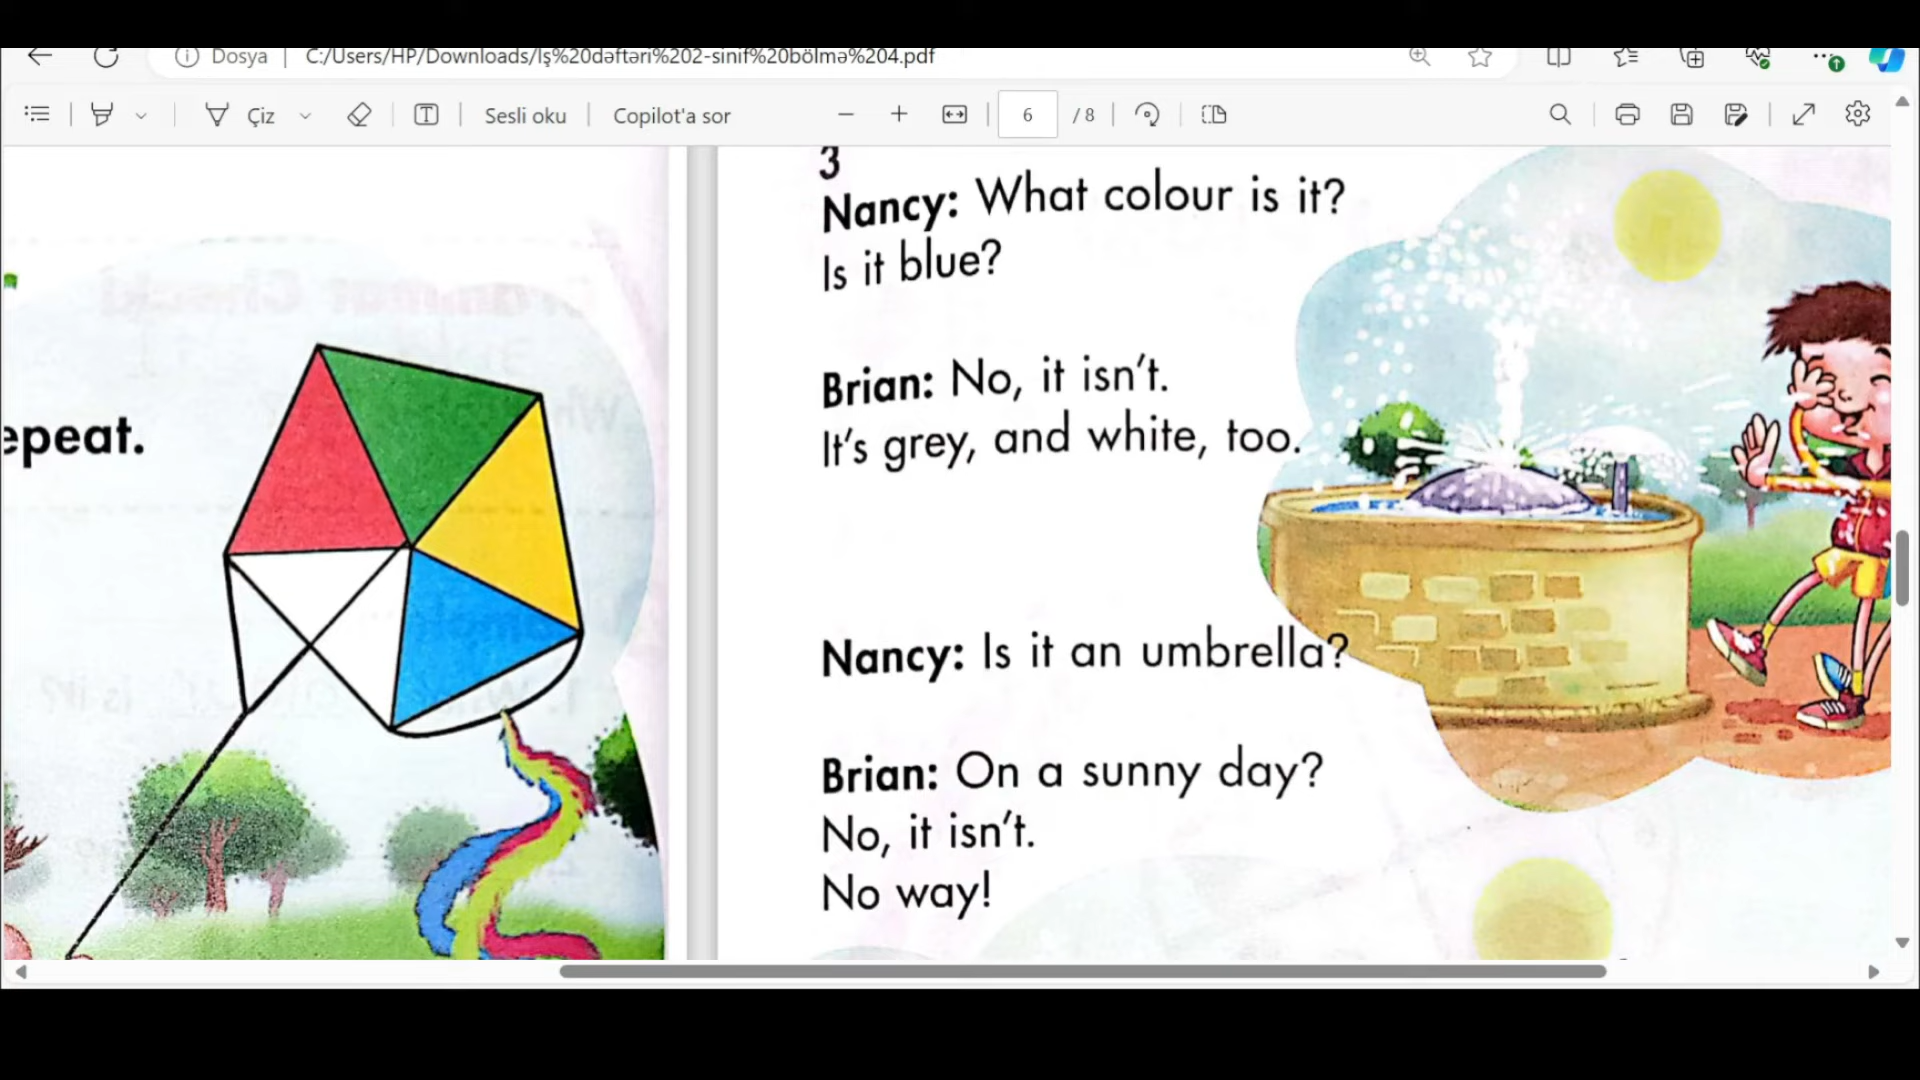 Dosya | C:/Users/HP/Downloads/İş%20dəftəri%202-sinif%20bölmə%204.pdf
Çiz
Sesli oku
Copilot'a sor
6 / 8
epeat.
3
Nancy: What colour is it?
Is it blue?
Brian: No, it isn't.
It's grey, and white, too.
Nancy: Is it an umbrella?
Brian: On a sunny day?
No, it isn't.
No way!